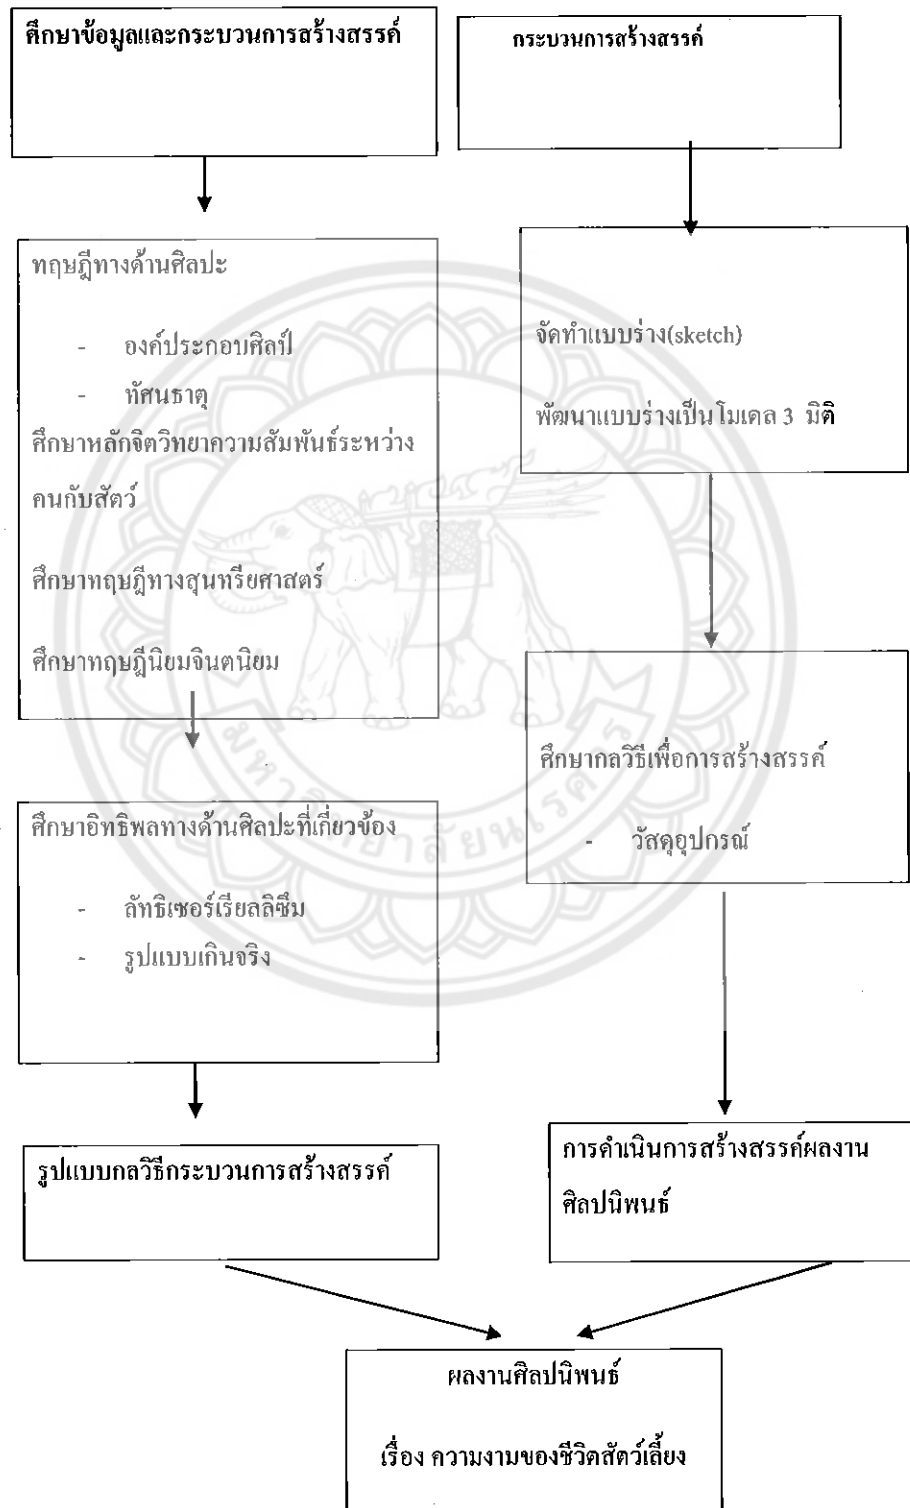 ศึกษาข้อมูลและกระบวนการสร้างสรรค์
ทฤษฎีทางด้านศิลปะ
- องค์ประกอบศิลป์
- ทัศนธาตุ
ศึกษาหลักจิตวิทยาความสัมพันธ์ระหว่าง
คนกับสัตว์
ศึกษาทฤษฎีทางสุนทรียศาสตร์
ศึกษาทฤษฎีนิยมจินตนิยม
ศึกษาอิทธิพลทางด้านศิลปะที่เกี่ยวข้อง
- ลัทธิเซอร์เรียลลิซึม
- รูปแบบเกินจริง
รูปแบบกลวิธีกระบวนการสร้างสรรค์
กระบวนการสร้างสรรค์
จัดทำแบบร่าง(sketch)
พัฒนาแบบร่างเป็นโมเดล 3 มิติ
ศึกษากลวิธีเพื่อการสร้างสรรค์
- วัสดุอุปกรณ์
การดำเนินการสร้างสรรค์ผลงาน
ศิลปนิพนธ์
ผลงานศิลปนิพนธ์
เรื่อง ความงามของชีวิตสัตว์เลี้ยง
มหาวิทยาลัยนเรศวร